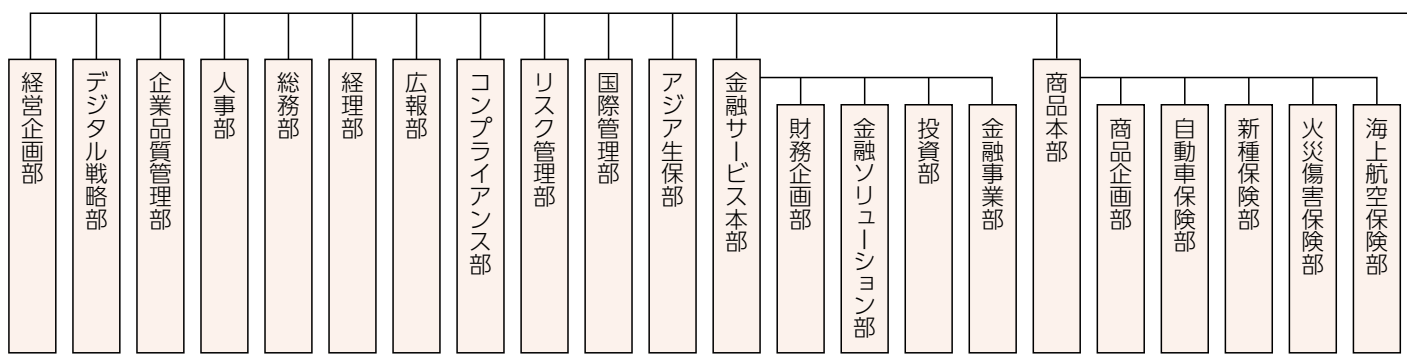 経営企画部
デジタル戦略部
企業品質管理部
人事部
総務部
経理部
広報部
コンプライアンス部
リスク管理部
国際管理部
アジア生保部
金融サービス本部
財務企画部
金融ソリューション部
投資部
金融事業部
商品本部
商品企画部
自動車保険部
新種保険部
火災傷害保険部
海上航空保険部